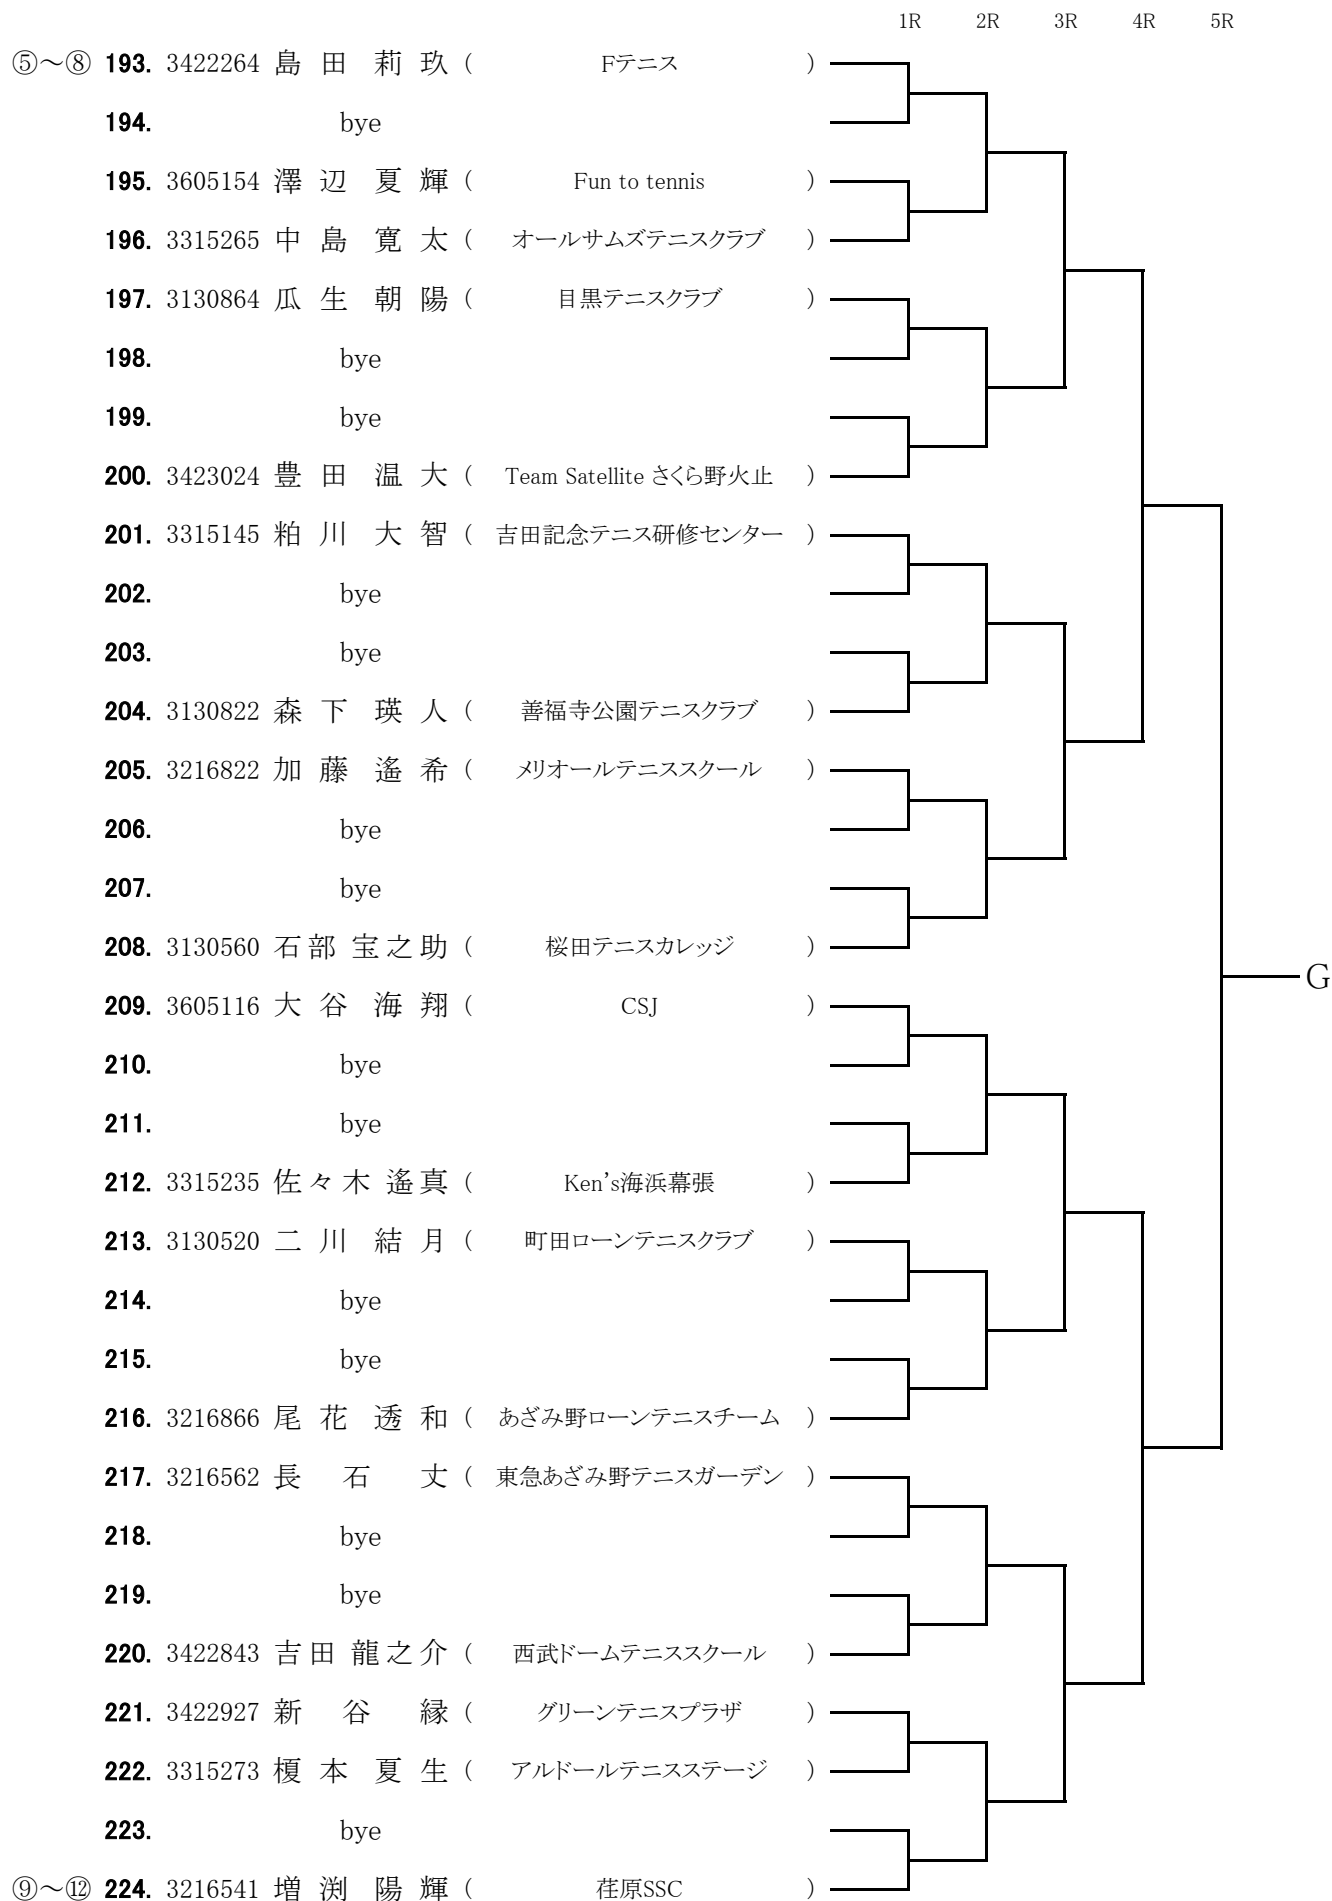 1R 2R 3R 4R 5R
⑤～⑧ 193. 3422264 島田 莉玖 ( Fテニス )
194. bye
195. 3605154 澤辺 夏輝 ( Fun to tennis )
196. 3315265 中島 寛太 ( オールサムズテニスクラブ )
197. 3130864 瓜生 朝陽 ( 目黒テニスクラブ )
198. bye
199. bye
200. 3423024 豊田 温大 ( Team Satellite さくら野火止 )
201. 3315145 粕川 大智 ( 吉田記念テニス研修センター )
202. bye
203. bye
204. 3130822 森下 瑛人 ( 善福寺公園テニスクラブ )
205. 3216822 加藤 遙希 ( メリオールテニススクール )
206. bye
207. bye
208. 3130560 石部 宝之助 ( 桜田テニスカレッジ )
G
209. 3605116 大谷 海翔 ( CSJ )
210. bye
211. bye
212. 3315235 佐々木 遙真 ( Ken's海浜幕張 )
213. 3130520 二川 結月 ( 町田ローンテニスクラブ )
214. bye
215. bye
216. 3216866 尾花 透和 ( あざみ野ローンテニスチーム )
217. 3216562 長石 丈 ( 東急あざみ野テニスガーデン )
218. bye
219. bye
220. 3422843 吉田 龍之介 ( 西武ドームテニススクール )
221. 3422927 新谷 縁 ( グリーンテニスプラザ )
222. 3315273 榎本 夏生 ( アルドールテニスステージ )
223. bye
⑨～⑫ 224. 3216541 増渕 陽輝 ( 荏原SSC )